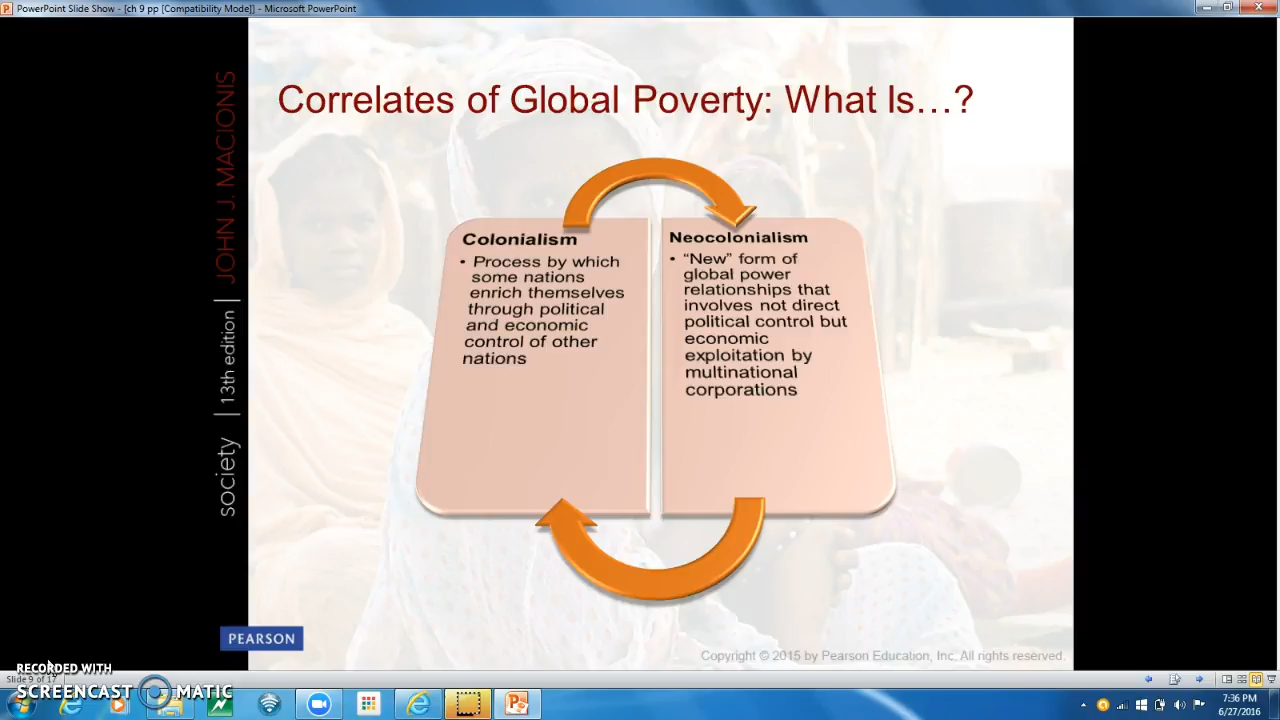 PowerPoint Slide Show - [ch 9 pp [Compatibility Mode]] - Microsoft PowerPoint
Correlates of Global Poverty: What Is…?
Colonialism
• Process by which
some nations
enrich themselves
through political
and economic
control of other
nations
Neocolonialism
• “New” form of
global power
relationships that
involves not direct
political control but
economic
exploitation by
multinational
corporations
society | 13th edition | JOHN J. MACIONIS
PEARSON
Copyright © 2015 by Pearson Education, Inc. All rights reserved.
RECORDED WITH
SCREENCAST MATIC
Slide 9 of 17
7:36 PM
6/27/2016